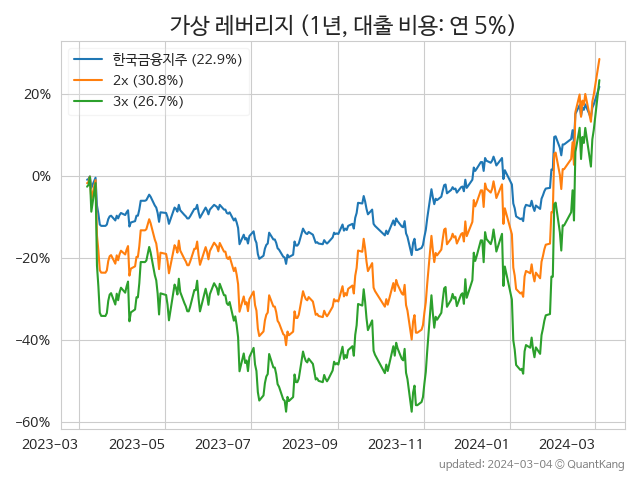 가상 레버리지 (1년, 대출 비용: 연 5%)
한국금융지주 (22.9%)
2x (30.8%)
3x (26.7%)
20%
0%
−20%
−40%
−60%
2023−03 2023−05 2023−07 2023−09 2023−11 2024−01 2024−03
updated: 2024−03−04 © QuantKang